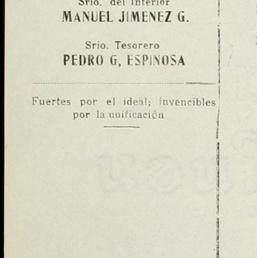 Srio. del Interior
MANUEL JIMENEZ G.
Srio. Tesorero
PEDRO G, ESPINOSA
Fuertes por el ideal; invencibles
por la unificación